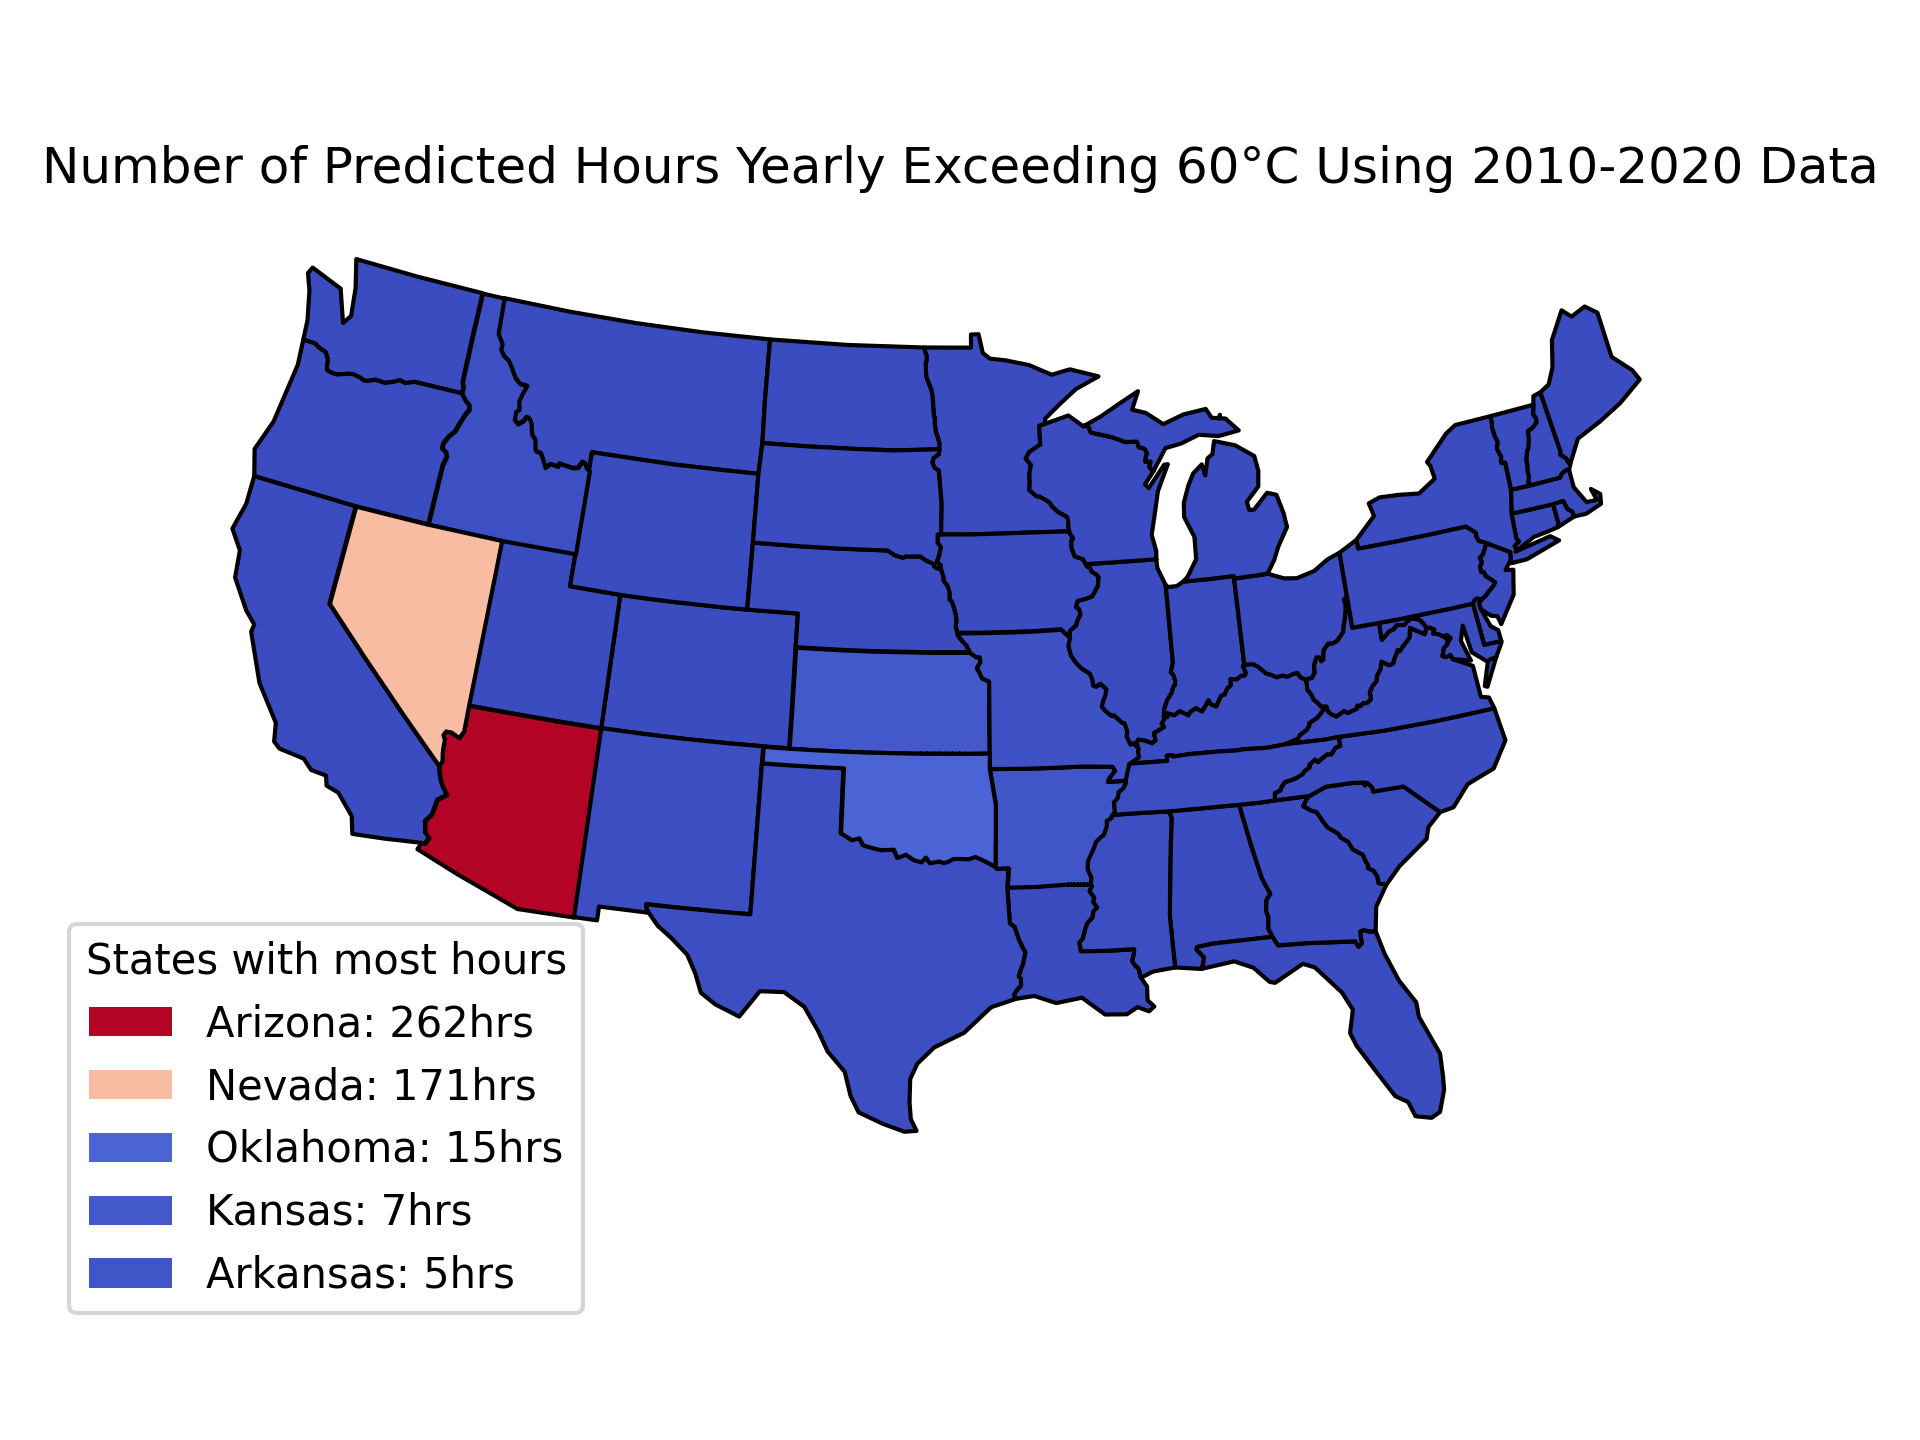 Number of Predicted Hours Yearly Exceeding 60°C Using 2010-2020 Data
States with most hours
Arizona: 262hrs
Nevada: 171hrs
Oklahoma: 15hrs
Kansas: 7hrs
Arkansas: 5hrs